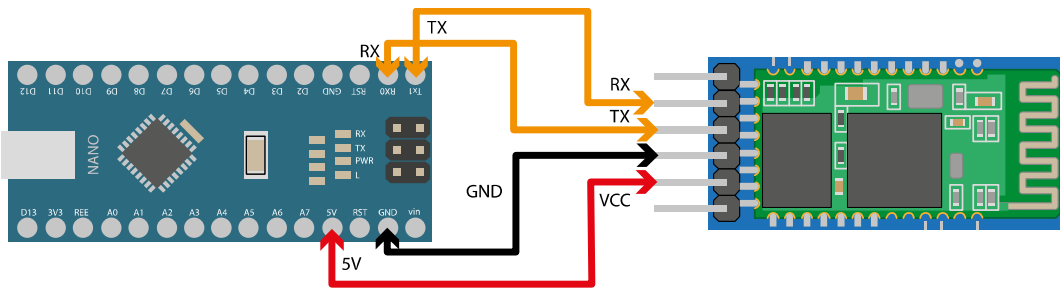 TX
RX
D12 D11 D10 D9 D8 D7 D6 D5 D4 D3 D2 GND RST RX0 Tx1
RX
TX
RX
TX
PWR
L
NANO
GND
VCC
D13 3V3 REE A0 A1 A2 A3 A4 A5 A6 A7 5V RST GND vin
5V